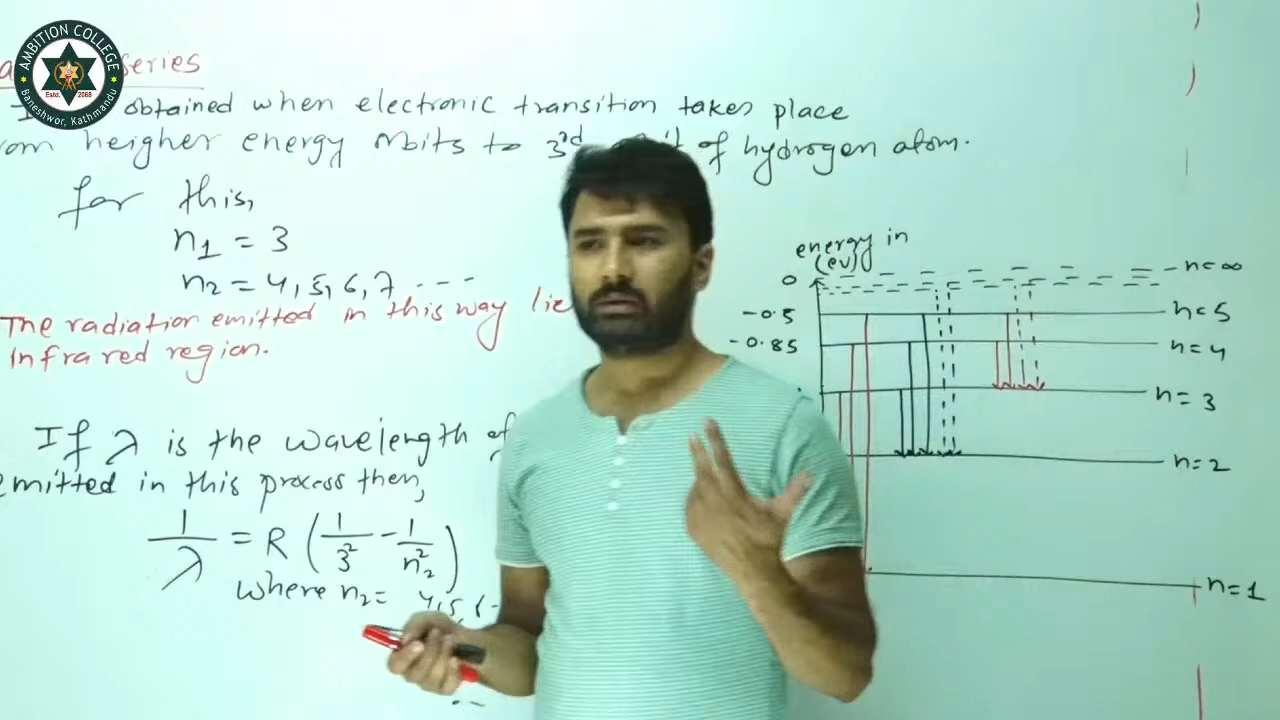 AMBITION COLLEGE
Estd. 2068
Baneshwor, Kathmandu
series
obtained when electronic transition takes place
heigher energy orbits to 3rd of hydrogen atom.
for this,
n1 = 3
n2 = 4, 5, 6, 7 ---
The radiation emitted in this way lie
infrared region.
If λ is the wavelength of
emitted in this process then,
1/λ = R (1/3² - 1/n2²)
where n2 = 4, 5, 6 -
energy in
(ev)
0
n=∞
-0.5
n=5
-0.85
n=4
n=3
n=2
n=1